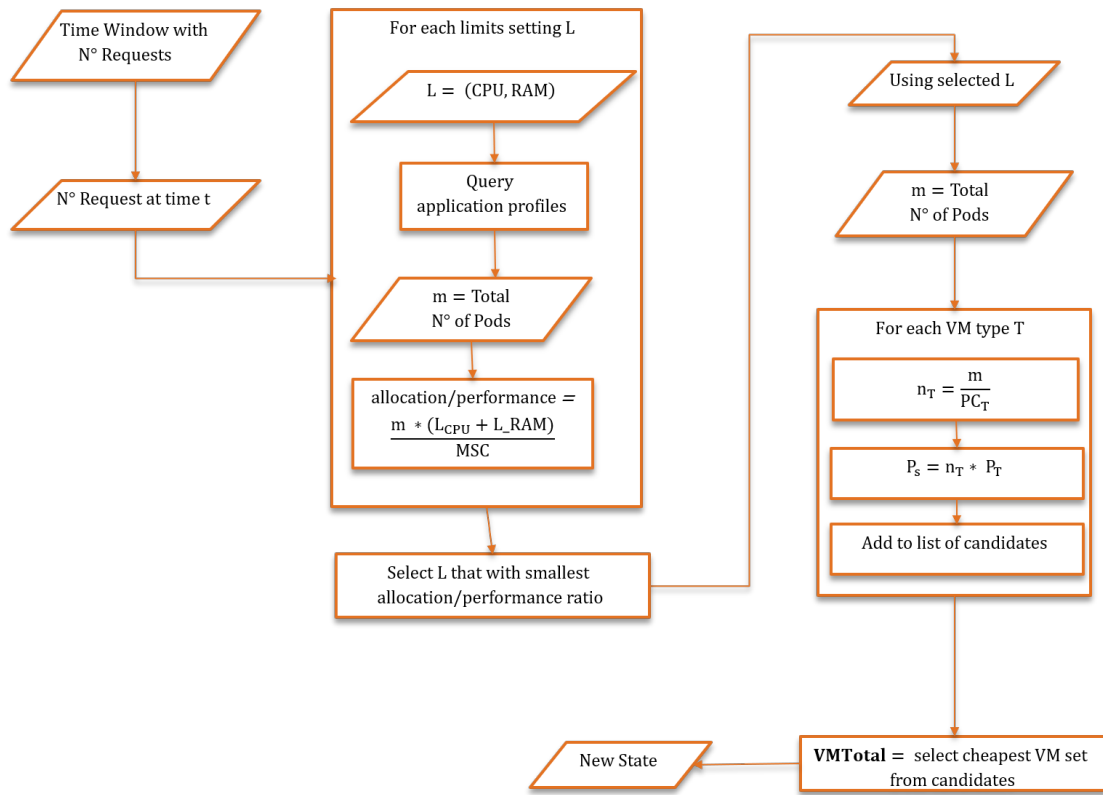 Time Window with
N° Requests
N° Request at time t
For each limits setting L
L = (CPU, RAM)
Query
application profiles
m = Total
N° of Pods
allocation/performance =
m * (L_CPU + L_RAM)
MSC
Select L that with smallest
allocation/performance ratio
Using selected L
m = Total
N° of Pods
For each VM type T
n_T = m
PC_T
P_s = n_T * P_T
Add to list of candidates
VMTotal = select cheapest VM set
from candidates
New State